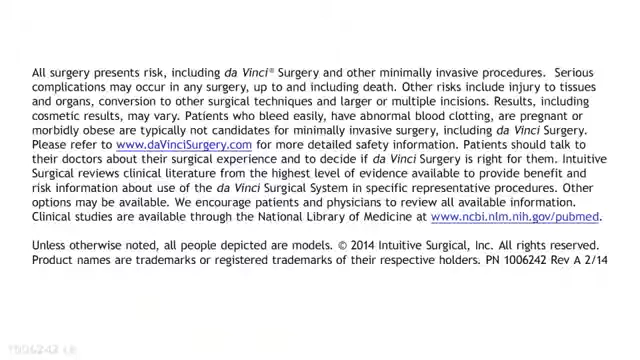 All surgery presents risk, including da Vinci® Surgery and other minimally invasive procedures. Serious
complications may occur in any surgery, up to and including death. Other risks include injury to tissues
and organs, conversion to other surgical techniques and larger or multiple incisions. Results, including
cosmetic results, may vary. Patients who bleed easily, have abnormal blood clotting, are pregnant or
morbidly obese are typically not candidates for minimally invasive surgery, including da Vinci Surgery.
Please refer to www.daVinciSurgery.com for more detailed safety information. Patients should talk to
their doctors about their surgical experience and to decide if da Vinci Surgery is right for them. Intuitive
Surgical reviews clinical literature from the highest level of evidence available to provide benefit and
risk information about use of the da Vinci Surgical System in specific representative procedures. Other
options may be available. We encourage patients and physicians to review all available information.
Clinical studies are available through the National Library of Medicine at www.ncbi.nlm.nih.gov/pubmed.
Unless otherwise noted, all people depicted are models. © 2014 Intuitive Surgical, Inc. All rights reserved.
Product names are trademarks or registered trademarks of their respective holders. PN 1006242 Rev A 2/14